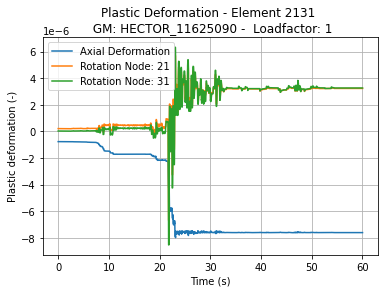 Plastic Deformation - Element 2131
GM: HECTOR_11625090 - Loadfactor: 1
1e−6
Axial Deformation
Rotation Node: 21
Rotation Node: 31
Plastic deformation (-)
6
4
2
0
−2
−4
−6
−8
0 10 20 30 40 50 60
Time (s)